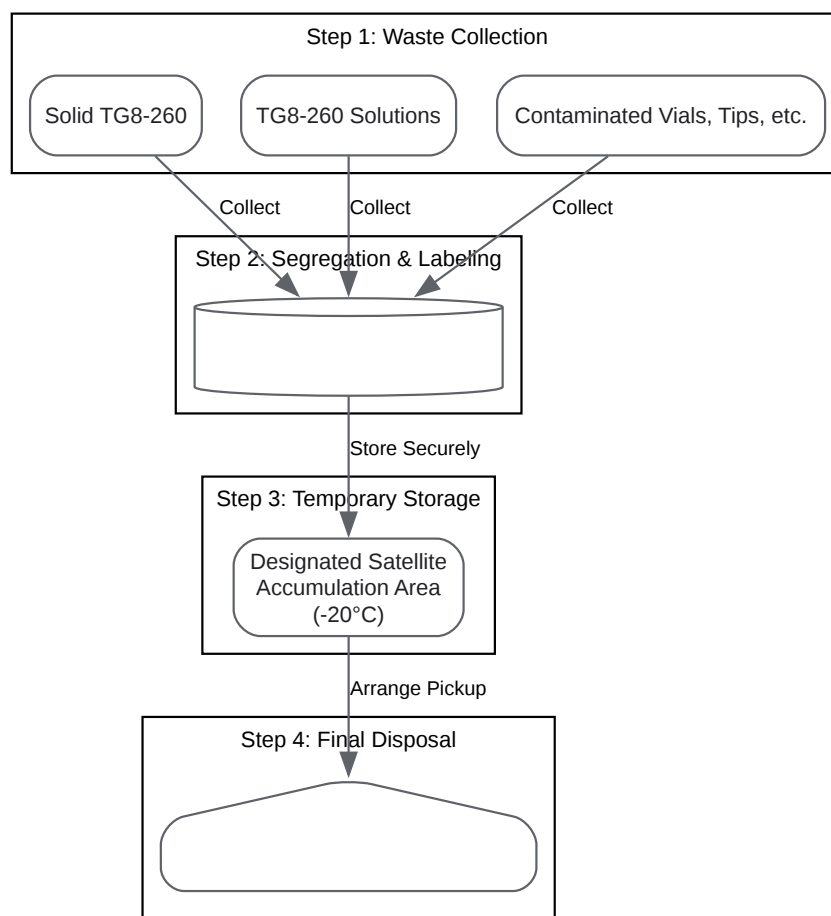 Step 1: Waste Collection
Solid TG8-260
TG8-260 Solutions
Contaminated Vials, Tips, etc.
Collect
Collect
Collect
Step 2: Segregation & Labeling
Store Securely
Step 3: Temporary Storage
Designated Satellite
Accumulation Area
(-20°C)
Arrange Pickup
Step 4: Final Disposal